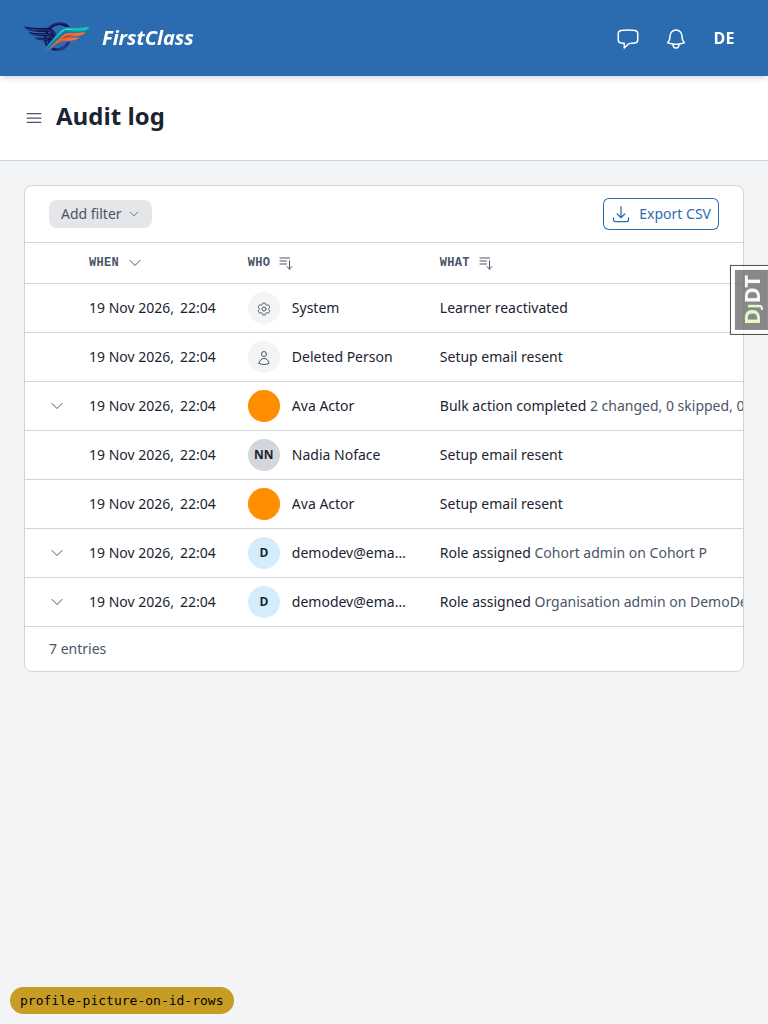 FirstClass
DE
Audit log
Add filter
Export CSV
WHEN WHO WHAT
19 Nov 2026, 22:04 System Learner reactivated
19 Nov 2026, 22:04 Deleted Person Setup email resent
19 Nov 2026, 22:04 Ava Actor Bulk action completed 2 changed, 0 skipped, 0
19 Nov 2026, 22:04 NN Nadia Noface Setup email resent
19 Nov 2026, 22:04 Ava Actor Setup email resent
19 Nov 2026, 22:04 D demodev@ema... Role assigned Cohort admin on Cohort P
19 Nov 2026, 22:04 D demodev@ema... Role assigned Organisation admin on DemoDe
7 entries
DjDT
profile-picture-on-id-rows